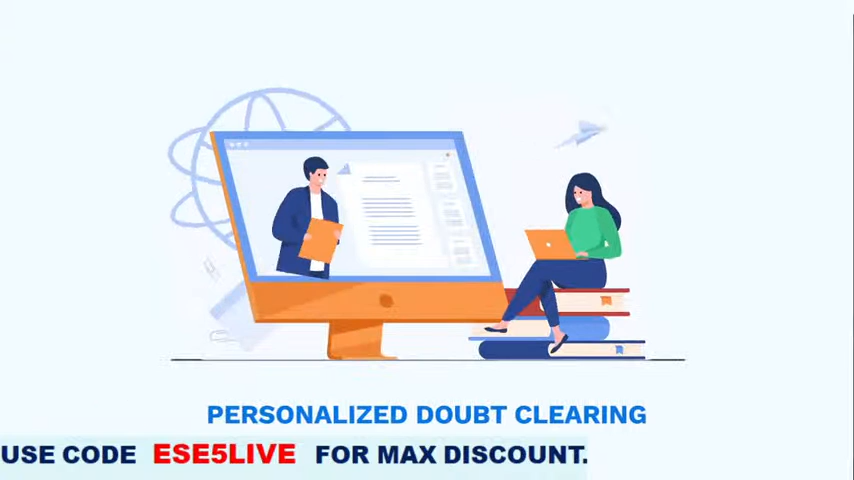 PERSONALIZED DOUBT CLEARING
USE CODE ESE5LIVE FOR MAX DISCOUNT.